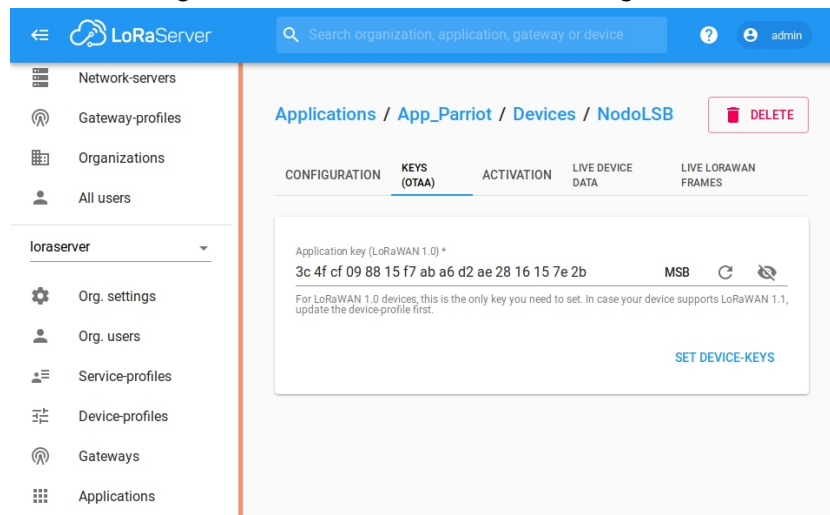 LoRaServer
Search organization, application, gateway or device
? admin
Network-servers
Gateway-profiles
Organizations
All users
loraserver
Org. settings
Org. users
Service-profiles
Device-profiles
Gateways
Applications
Applications / App_Parriot / Devices / NodoLSB
DELETE
CONFIGURATION
KEYS
(OTAA)
ACTIVATION
LIVE DEVICE
DATA
LIVE LORAWAN
FRAMES
Application key (LoRaWAN 1.0) *
3c 4f cf 09 88 15 f7 ab a6 d2 ae 28 16 15 7e 2b MSB
For LoRaWAN 1.0 devices, this is the only key you need to set. In case your device supports LoRaWAN 1.1,
update the device-profile first.
SET DEVICE-KEYS